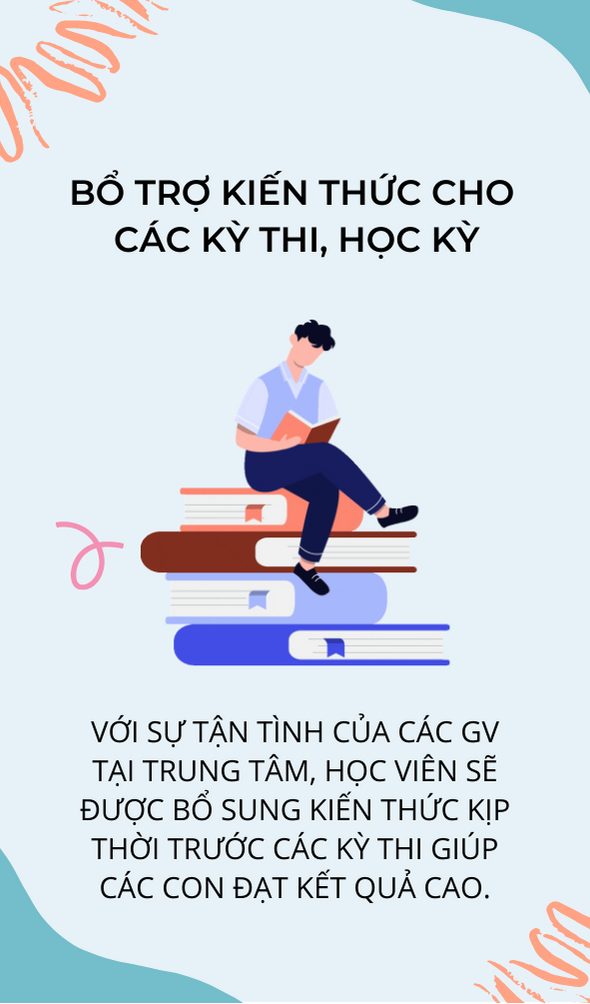 BỔ TRỢ KIẾN THỨC CHO
CÁC KỲ THI, HỌC KỲ
VỚI SỰ TẬN TÌNH CỦA CÁC GV
TẠI TRUNG TÂM, HỌC VIÊN SẼ
ĐƯỢC BỔ SUNG KIẾN THỨC KỊP
THỜI TRƯỚC CÁC KỲ THI GIÚP
CÁC CON ĐẠT KẾT QUẢ CAO.